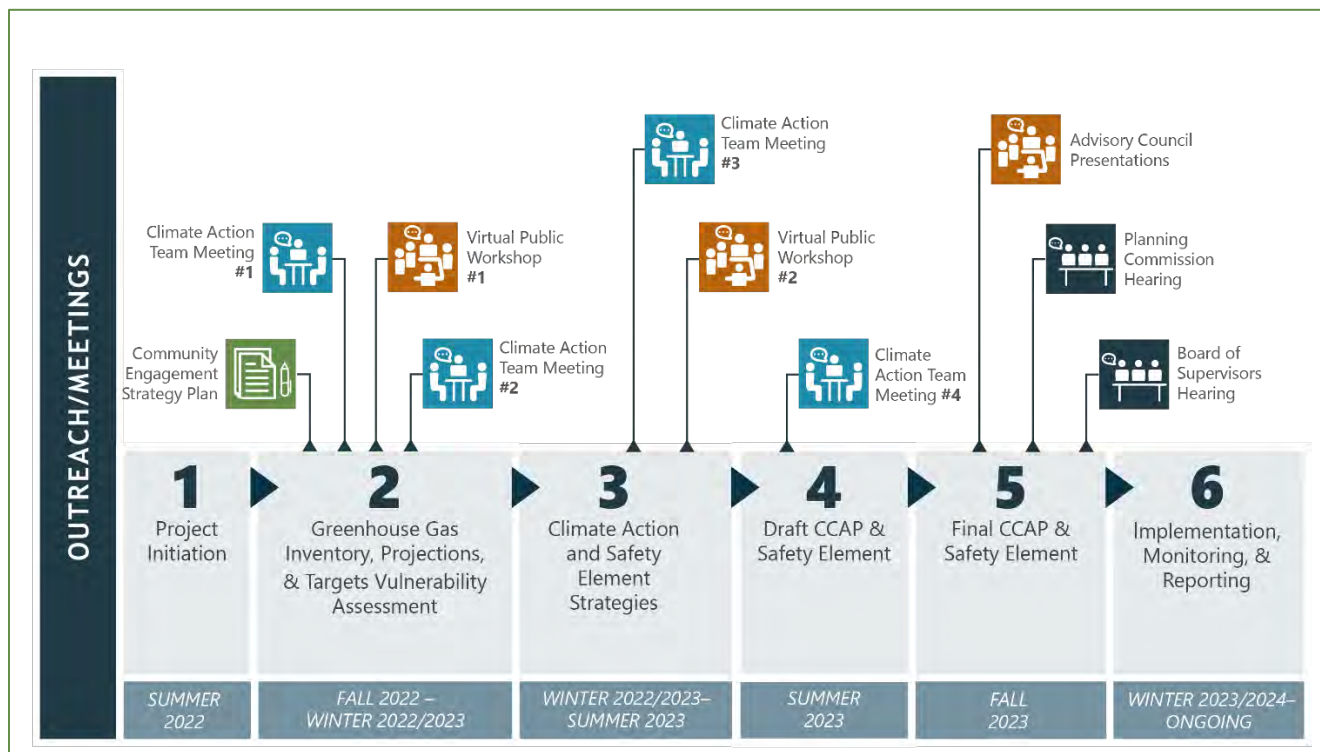 OUTREACH/MEETINGS
Community
Engagement
Strategy Plan
Climate Action
Team Meeting
#1
Virtual Public
Workshop
#1
Climate Action
Team Meeting
#2
Climate Action
Team Meeting
#3
Virtual Public
Workshop
#2
Climate
Action Team
Meeting #4
Advisory Council
Presentations
Planning
Commission
Hearing
Board of
Supervisors
Hearing
1
Project
Initiation
SUMMER
2022
2
Greenhouse Gas
Inventory, Projections,
& Targets Vulnerability
Assessment
FALL 2022 –
WINTER 2022/2023
3
Climate Action
and Safety
Element
Strategies
WINTER 2022/2023–
SUMMER 2023
4
Draft CCAP &
Safety Element
SUMMER
2023
5
Final CCAP &
Safety Element
FALL
2023
6
Implementation,
Monitoring, &
Reporting
WINTER 2023/2024–
ONGOING